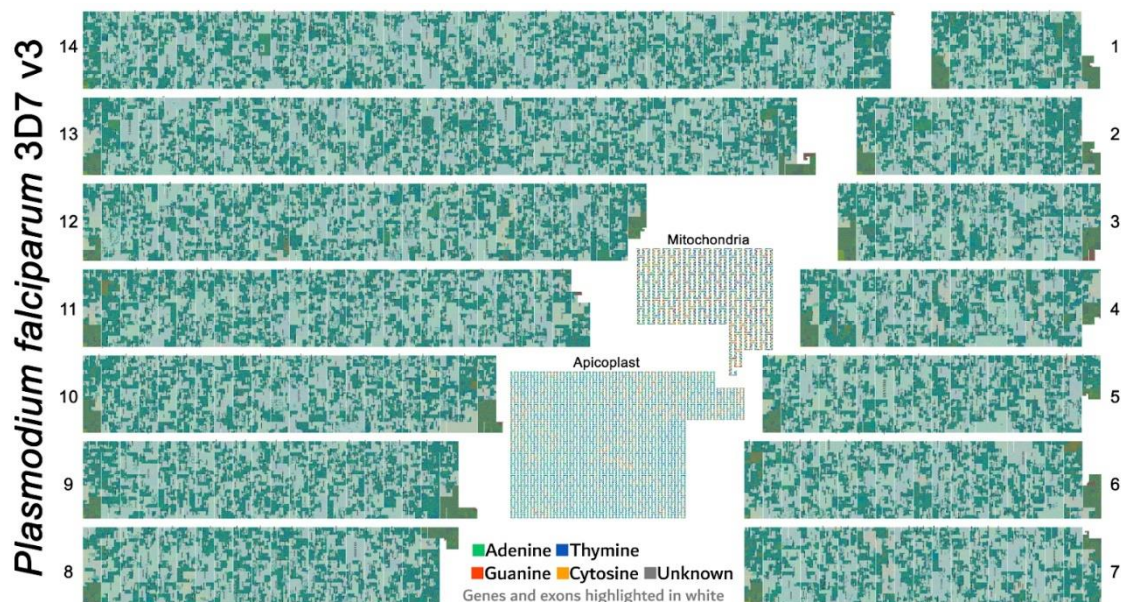 Plasmodium falciparum 3D7 v3
14
1
13
2
12
3
Mitochondria
11
4
Apicoplast
10
5
9
6
Adenine Thymine
Guanine Cytosine Unknown
Genes and exons highlighted in white
8
7